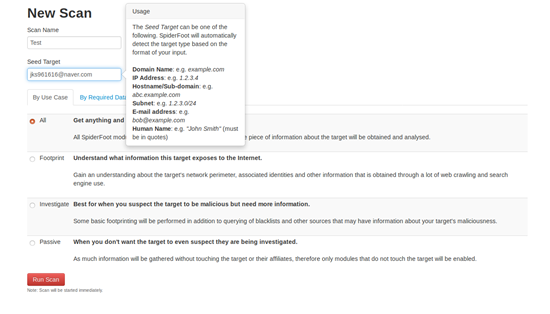 New Scan
Scan Name
Test
Seed Target
jks961616@naver.com
Usage
The Seed Target can be one of the
following. SpiderFoot will automatically
detect the target type based on the
format of your input.
Domain Name: e.g. example.com
IP Address: e.g. 1.2.3.4
Hostname/Sub-domain: e.g.
abc.example.com
Subnet: e.g. 1.2.3.0/24
E-mail address: e.g.
bob@example.com
Human Name: e.g. "John Smith" (must
be in quotes)
By Use Case By Required Data
All Get anything and
All SpiderFoot mod piece of information about the target will be obtained and analysed.
Footprint Understand what information this target exposes to the Internet.
Gain an understanding about the target's network perimeter, associated identities and other information that is obtained through a lot of web crawling and search
engine use.
Investigate Best for when you suspect the target to be malicious but need more information.
Some basic footprinting will be performed in addition to querying of blacklists and other sources that may have information about your target's maliciousness.
Passive When you don't want the target to even suspect they are being investigated.
As much information will be gathered without touching the target or their affiliates, therefore only modules that do not touch the target will be enabled.
Run Scan
Note: Scan will be started immediately.